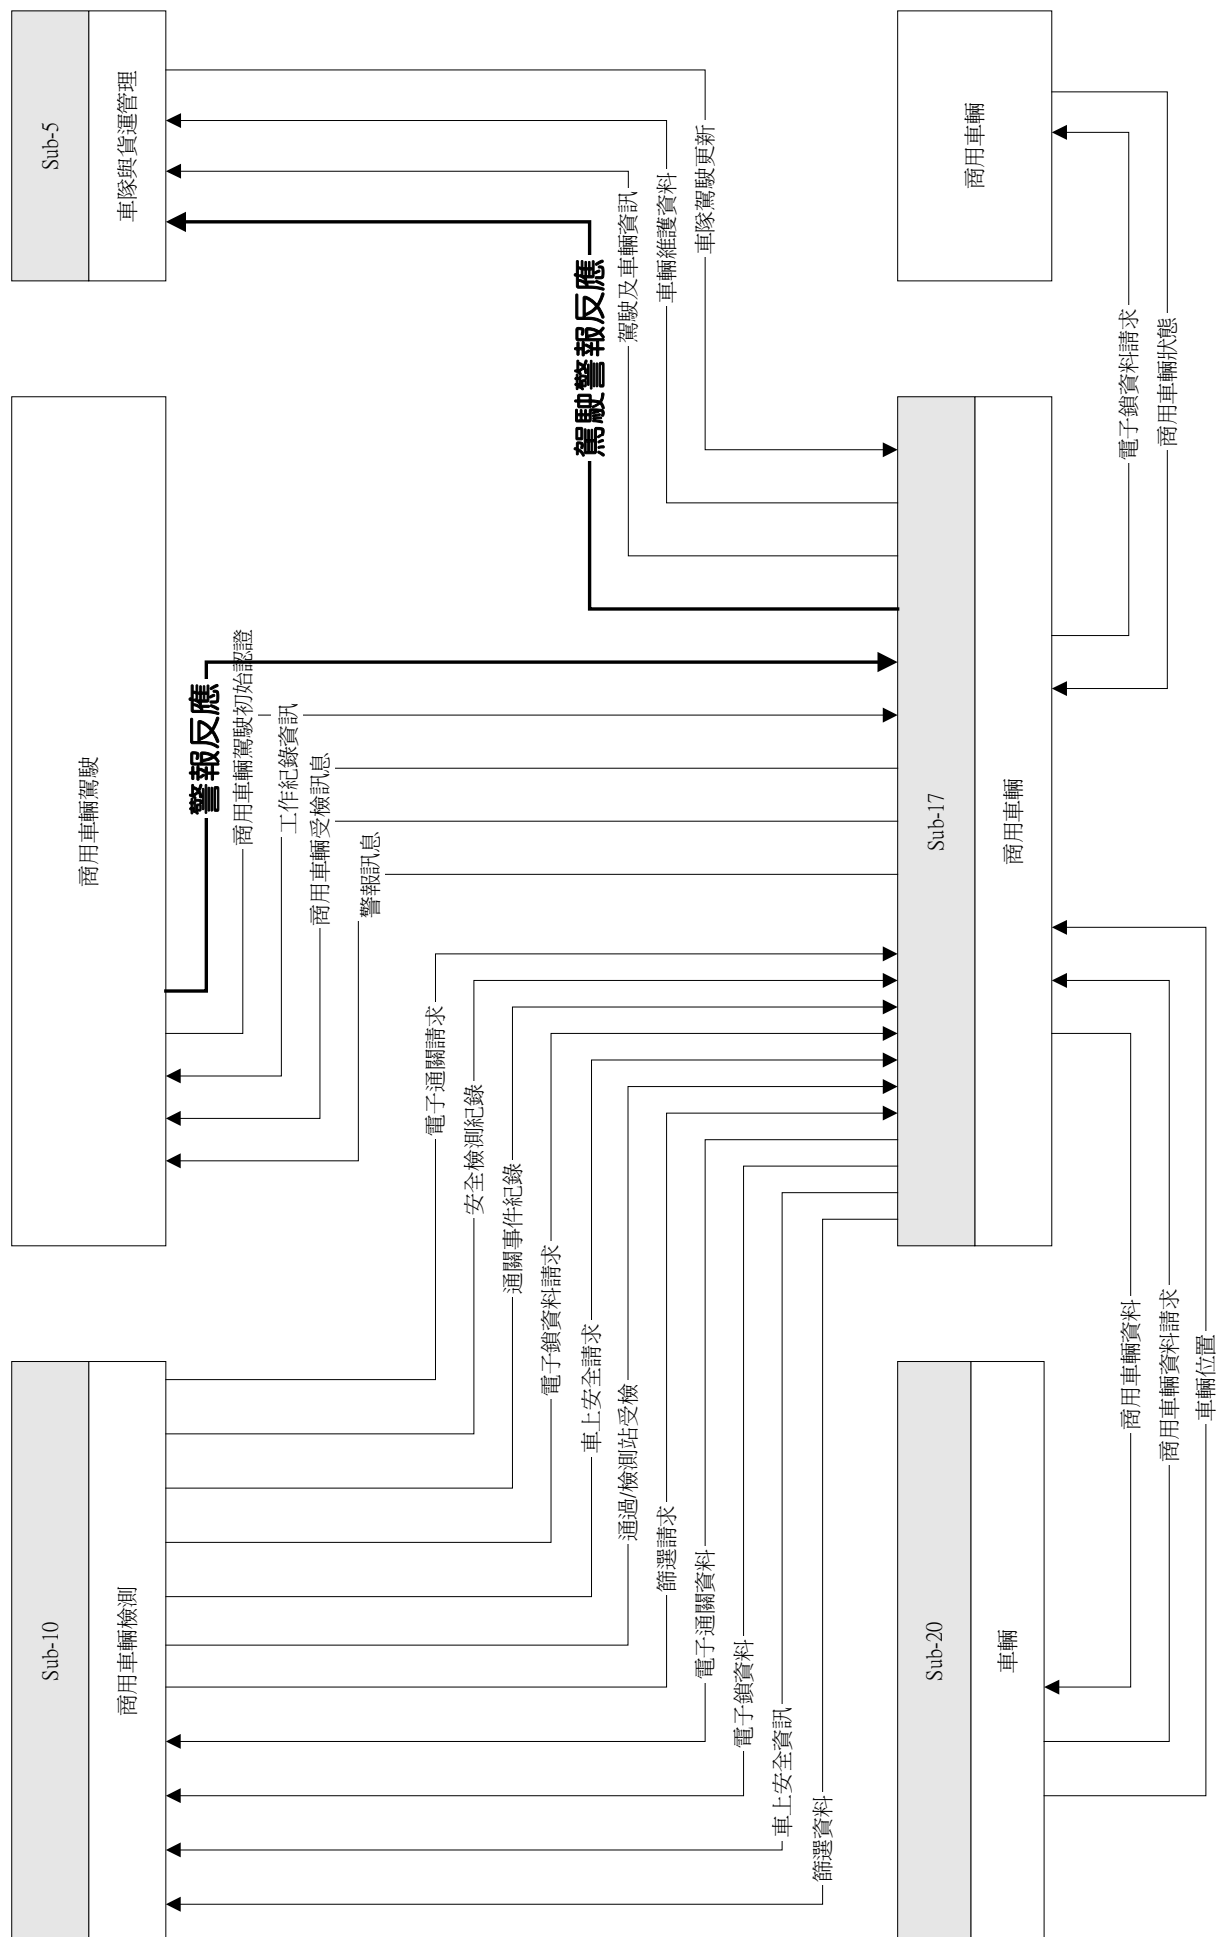 Sub-10
商用車輛檢測
商用車輛駕駛
Sub-5
車隊與貨運管理
警報反應
商用車輛駕駛初始認證
工作紀錄資訊
商用車輛受檢訊息
警報訊息
電子通關請求
安全檢測紀錄
通關事件紀錄
電子鎖資料請求
車上安全請求
通過/檢測站受檢
篩選請求
電子通關資料
電子鎖資料
車上安全資訊
篩選資料
駕駛警報反應
駕駛及車輛資訊
車輛維護資料
車隊駕駛更新
Sub-20
車輛
Sub-17
商用車輛
商用車輛
商用車輛資料
商用車輛資料請求
車輛位置
電子鎖資料請求
商用車輛狀態